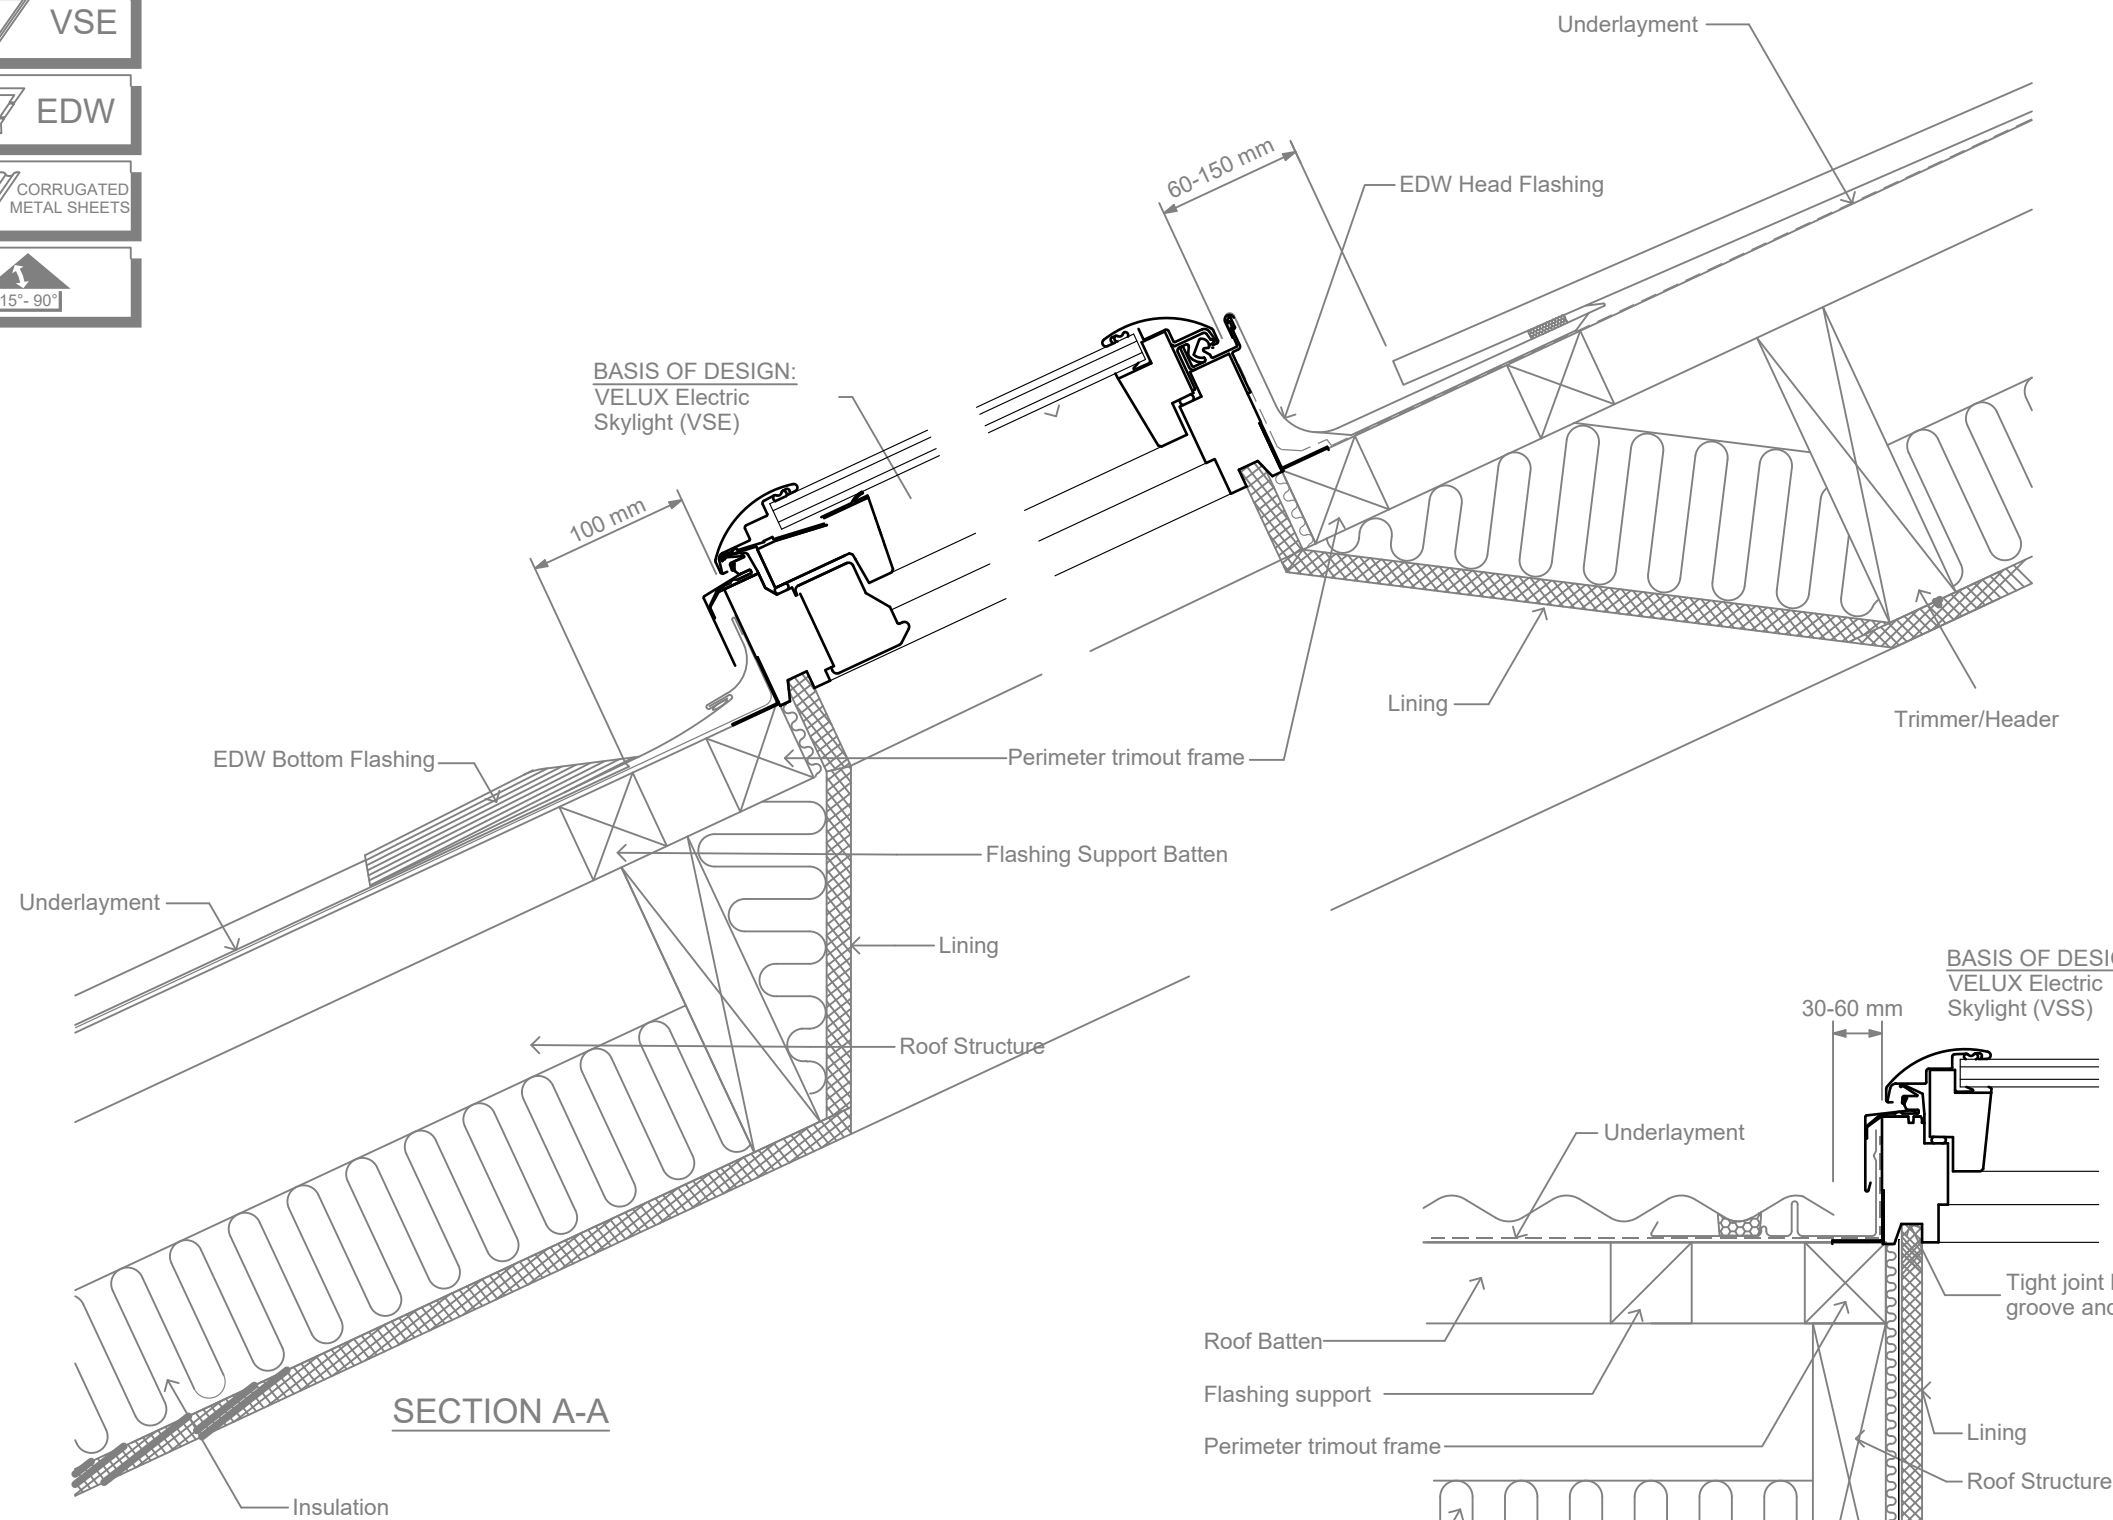 VSE
EDW
CORRUGATED
METAL SHEETS
15°- 90°
Underlayment
60-150 mm
EDW Head Flashing
BASIS OF DESIGN:
VELUX Electric
Skylight (VSE)
100 mm
Lining
Trimmer/Header
EDW Bottom Flashing
Perimeter trimout frame
Flashing Support Batten
Underlayment
Lining
Roof Structure
SECTION A-A
Insulation
BASIS OF DESI
VELUX Electric
Skylight (VSS)
30-60 mm
Underlayment
Tight joint
groove and
Roof Batten
Flashing support
Perimeter trimout frame
Lining
Roof Structure